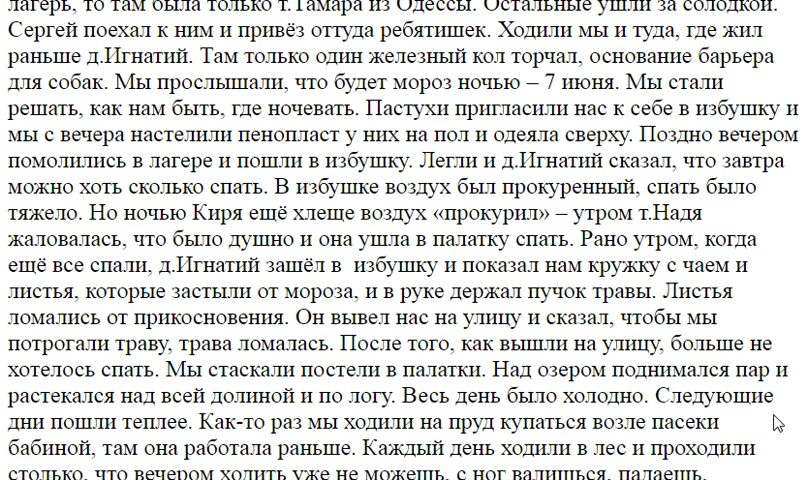 лагерь, то там была только т.Тамара из Одессы. Остальные ушли за солодкой.
Сергей поехал к ним и привёз оттуда ребятишек. Ходили мы и туда, где жил
раньше д.Игнатий. Там только один железный кол торчал, основание барьера
для собак. Мы прослышали, что будет мороз ночью – 7 июня. Мы стали
решать, как нам быть, где ночевать. Пастухи пригласили нас к себе в избушку и
мы с вечера настелили пенопласт у них на пол и одеяла сверху. Поздно вечером
помолились в лагере и пошли в избушку. Легли и д.Игнатий сказал, что завтра
можно хоть сколько спать. В избушке воздух был прокуренный, спать было
тяжело. Но ночью Киря ещё хлеще воздух «прокурил» – утром т.Надя
жаловалась, что было душно и она ушла в палатку спать. Рано утром, когда
ещё все спали, д.Игнатий зашёл в избушку и показал нам кружку с чаем и
листья, которые застыли от мороза, и в руке держал пучок травы. Листья
ломались от прикосновения. Он вывел нас на улицу и сказал, чтобы мы
потрогали траву, трава ломалась. После того, как вышли на улицу, больше не
хотелось спать. Мы стаскали постели в палатки. Над озером поднимался пар и
растекался над всей долиной и по логу. Весь день было холодно. Следующие
дни пошли теплее. Как-то раз мы ходили на пруд купаться возле пасеки
бабиной, там она работала раньше. Каждый день ходили в лес и проходили
столько, что вечером ходить уже не можешь, с ног валишься, падаешь.